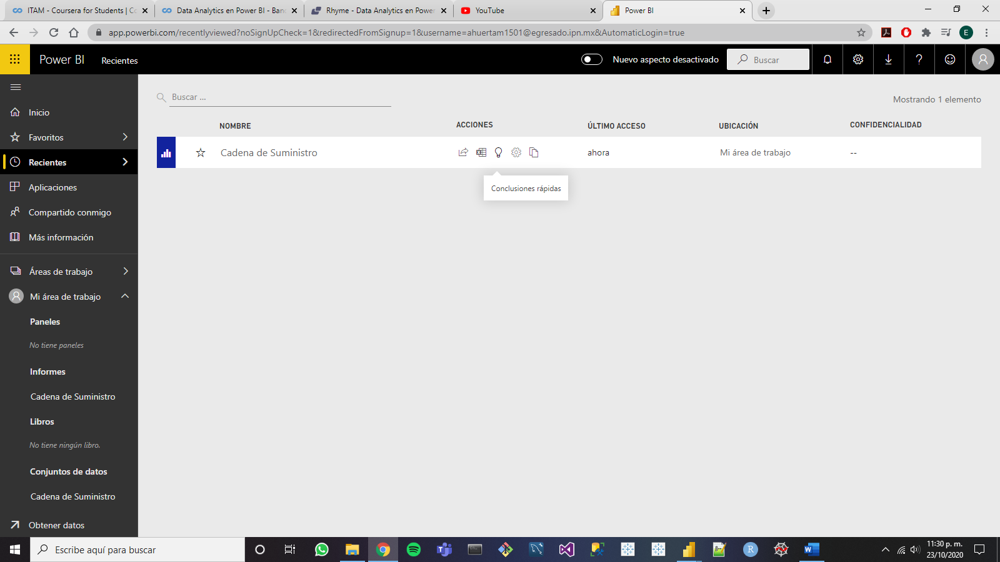 ITAM - Coursera for Students | Co
Data Analytics en Power BI - Banc
Rhyme - Data Analytics en Power
YouTube
Power BI
app.powerbi.com/recentlyviewed?noSignUpCheck=1&redirectedFromSignup=1&username=ahuertam1501@egresado.ipn.mx&AutomaticLogin=true
E
Power BI
Recientes
Nuevo aspecto desactivado
Buscar
Inicio
Favoritos
Recientes
Aplicaciones
Compartido conmigo
Más información
Áreas de trabajo
Mi área de trabajo
Paneles
No tiene paneles
Informes
Cadena de Suministro
Libros
No tiene ningún libro.
Conjuntos de datos
Cadena de Suministro
Obtener datos
Buscar ...
Mostrando 1 elemento
NOMBRE
ACCIONES
ÚLTIMO ACCESO
UBICACIÓN
CONFIDENCIALIDAD
Cadena de Suministro
ahora
Mi área de trabajo
--
Conclusiones rápidas
Escribe aquí para buscar
11:30 p. m.
23/10/2020